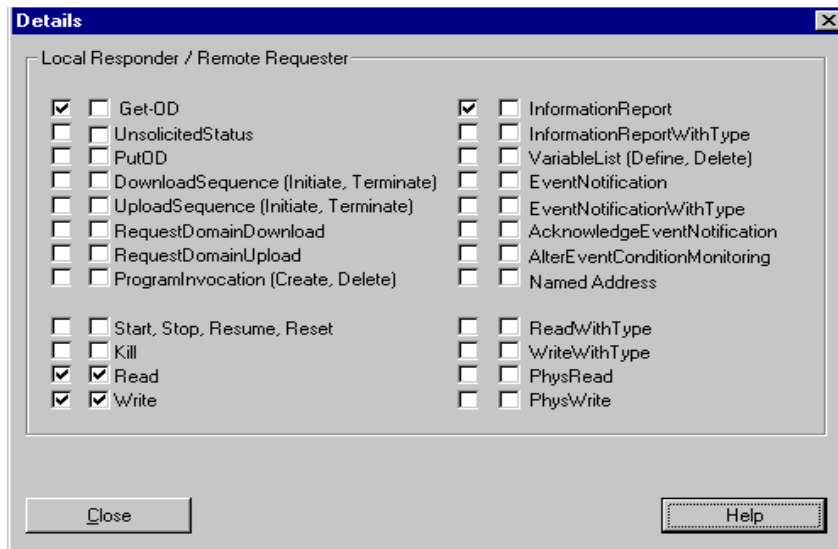 Details
Local Responder / Remote Requester
Get-OD
UnsolicitedStatus
PutOD
DownloadSequence (Initiate, Terminate)
UploadSequence (Initiate, Terminate)
RequestDomainDownload
RequestDomainUpload
ProgramInvocation (Create, Delete)
Start, Stop, Resume, Reset
Kill
Read
Write
InformationReport
InformationReportWithType
VariableList (Define, Delete)
EventNotification
EventNotificationWithType
AcknowledgeEventNotification
AlterEventConditionMonitoring
Named Address
ReadWithType
WriteWithType
PhysRead
PhysWrite
Close
Help